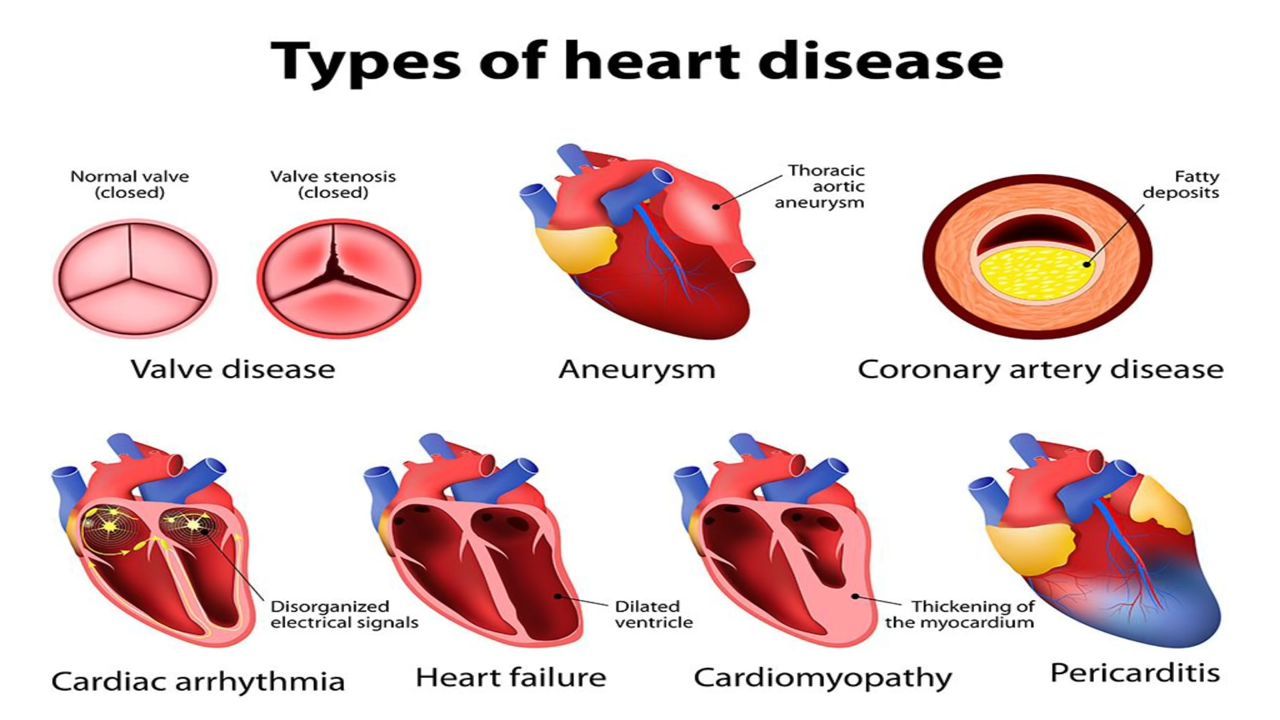 Types of heart disease
Normal valve
(closed)
Valve stenosis
(closed)
Valve disease
Thoracic
aortic
aneurysm
Aneurysm
Fatty
deposits
Coronary artery disease
Disorganized
electrical signals
Cardiac arrhythmia
Dilated
ventricle
Heart failure
Thickening of
the myocardium
Cardiomyopathy
Pericarditis